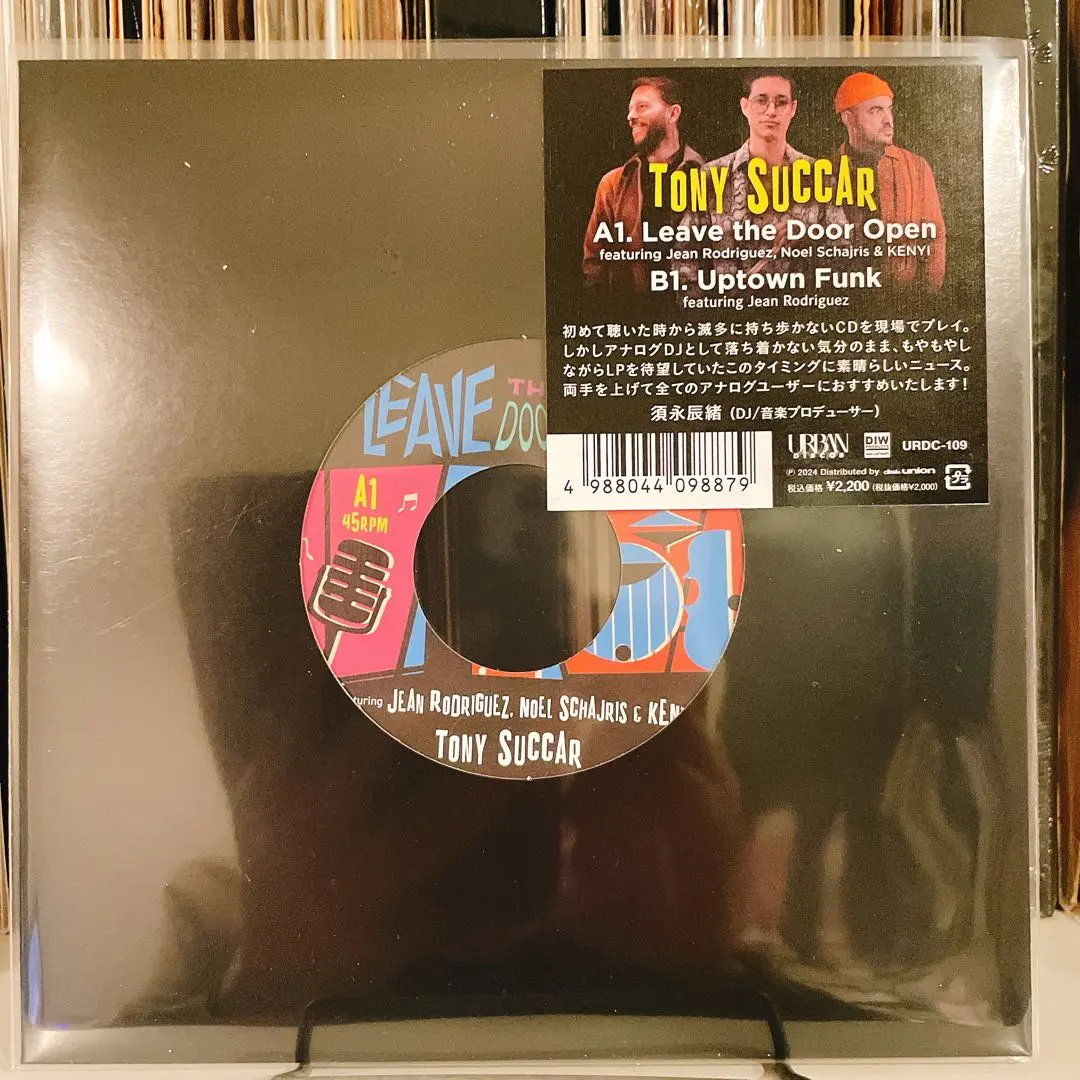 TONY SUCCAR
A1. Leave the Door Open
featuring Jean Rodriguez, Noel Schajris & KENYI
B1. Uptown Funk
featuring Jean Rodriguez
初めて聴いた時から滅多に持ち歩かないCDを現場でプレイ。
しかしアナログDJとして落ち着かない気分のまま、もやもやし
ながらLPを待望していたこのタイミングに素晴らしいニュース。
両手を上げて全てのアナログユーザーにおすすめいたします!
須永辰緒（DJ/音楽プロデューサー）
4 988044 098879
URBAN
DIW
URDC-109
℗ 2024 Distributed by diskunion
税込価格 ¥2,200 (税抜価格¥2,000)
プラ
LEAVE TH
DOO
A1
45RPM
turing JEAN RODRIGUEZ, NOEL SCHAJRIS & KEN
TONY SUCCAR